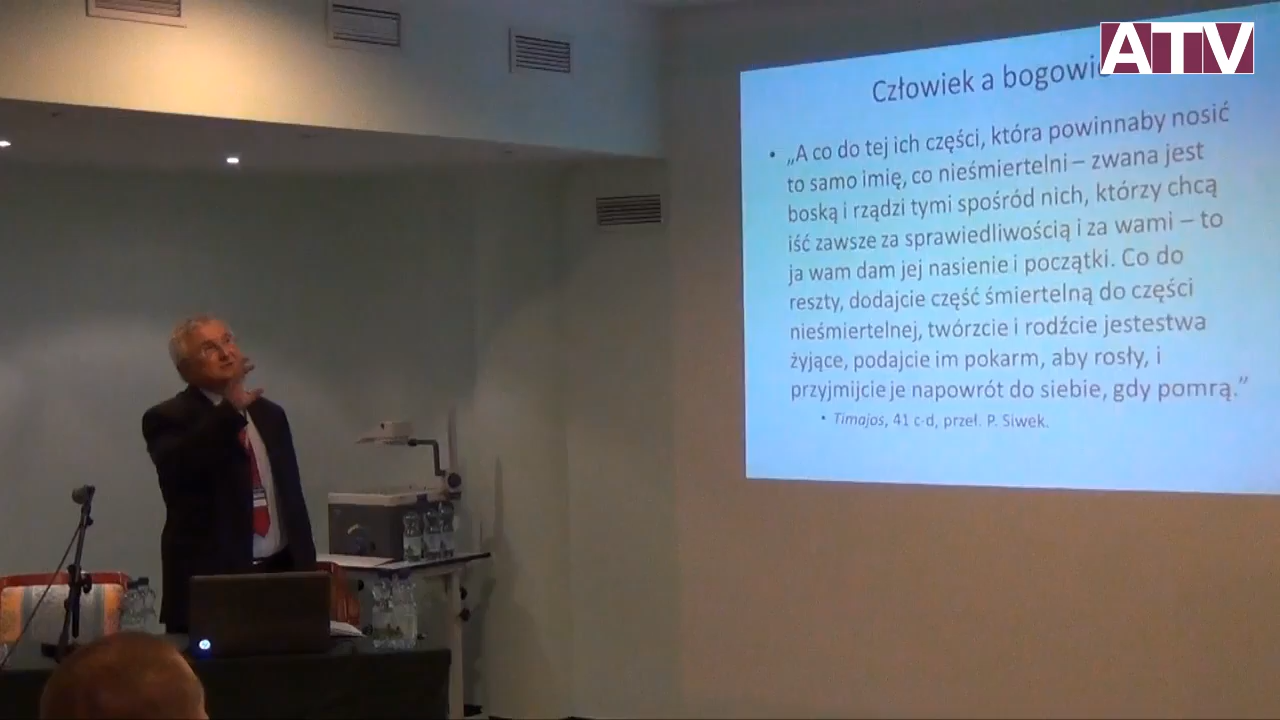 ATV
Człowiek a bogowie
• „A co do tej ich części, która powinnaby nosić
to samo imię, co nieśmiertelni – zwana jest
boską i rządzi tymi spośród nich, którzy chcą
iść zawsze za sprawiedliwością i za wami – to
ja wam dam jej nasienie i początki. Co do
reszty, dodajcie część śmiertelną do części
nieśmiertelnej, twórzcie i rodźcie jestestwa
żyjące, podajcie im pokarm, aby rosły, i
przyjmijcie je napowrót do siebie, gdy pomrą.”
• Timajos, 41 c-d, przeł. P. Siwek.